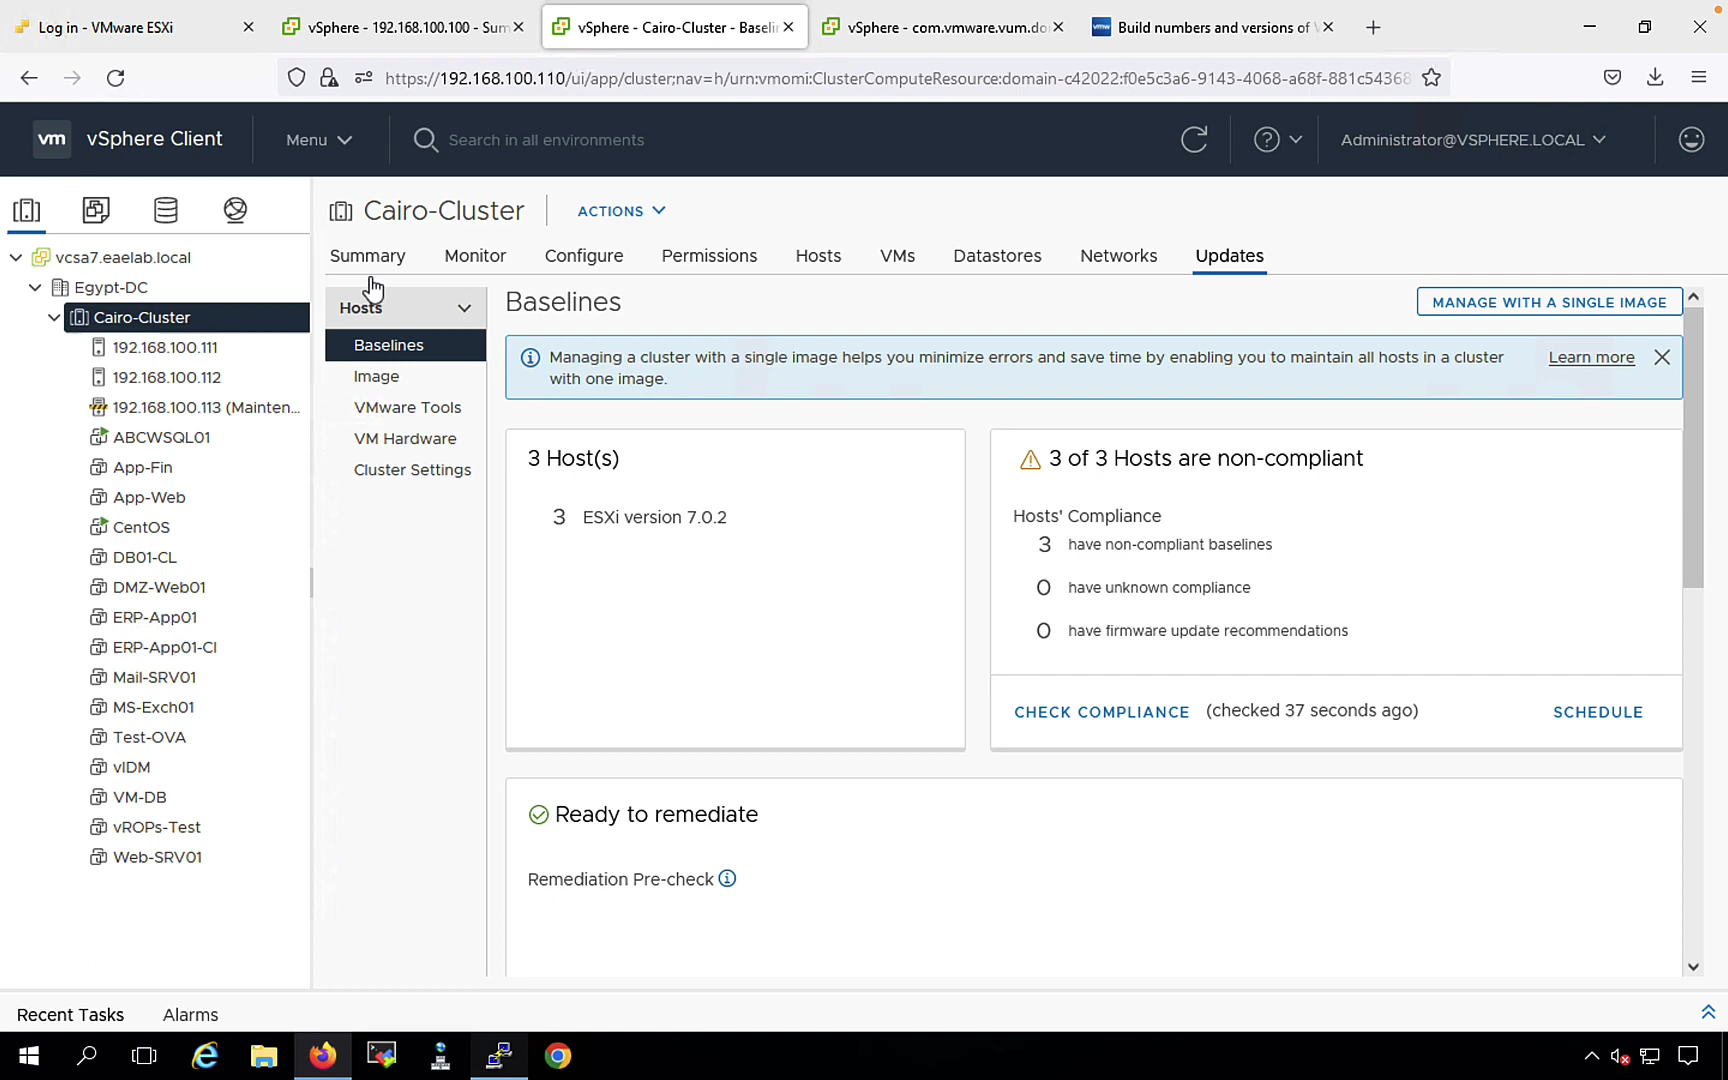 Log in - VMware ESXi
vSphere - 192.168.100.100 - Sum
vSphere - Cairo-Cluster - Baselin
vSphere - com.vmware.vum.do
vmw Build numbers and versions of V
https://192.168.100.110/ui/app/cluster;nav=h/urn:vmomi:ClusterComputeResource:domain-c42022:f0e5c3a6-9143-4068-a68f-881c54368
vm vSphere Client
Menu
Search in all environments
Administrator@VSPHERE.LOCAL
vcsa7.eaelab.local
Egypt-DC
Cairo-Cluster
192.168.100.111
192.168.100.112
192.168.100.113 (Mainten...
ABCWSQL01
App-Fin
App-Web
CentOS
DB01-CL
DMZ-Web01
ERP-App01
ERP-App01-Cl
Mail-SRV01
MS-Exch01
Test-OVA
vIDM
VM-DB
vROPs-Test
Web-SRV01
Cairo-Cluster
ACTIONS
Summary Monitor Configure Permissions Hosts VMs Datastores Networks Updates
Hosts
Baselines
Image
VMware Tools
VM Hardware
Cluster Settings
Baselines
MANAGE WITH A SINGLE IMAGE
Managing a cluster with a single image helps you minimize errors and save time by enabling you to maintain all hosts in a cluster
with one image.
Learn more
3 Host(s)
3 ESXi version 7.0.2
3 of 3 Hosts are non-compliant
Hosts' Compliance
3 have non-compliant baselines
0 have unknown compliance
0 have firmware update recommendations
CHECK COMPLIANCE (checked 37 seconds ago)
SCHEDULE
Ready to remediate
Remediation Pre-check
Recent Tasks Alarms